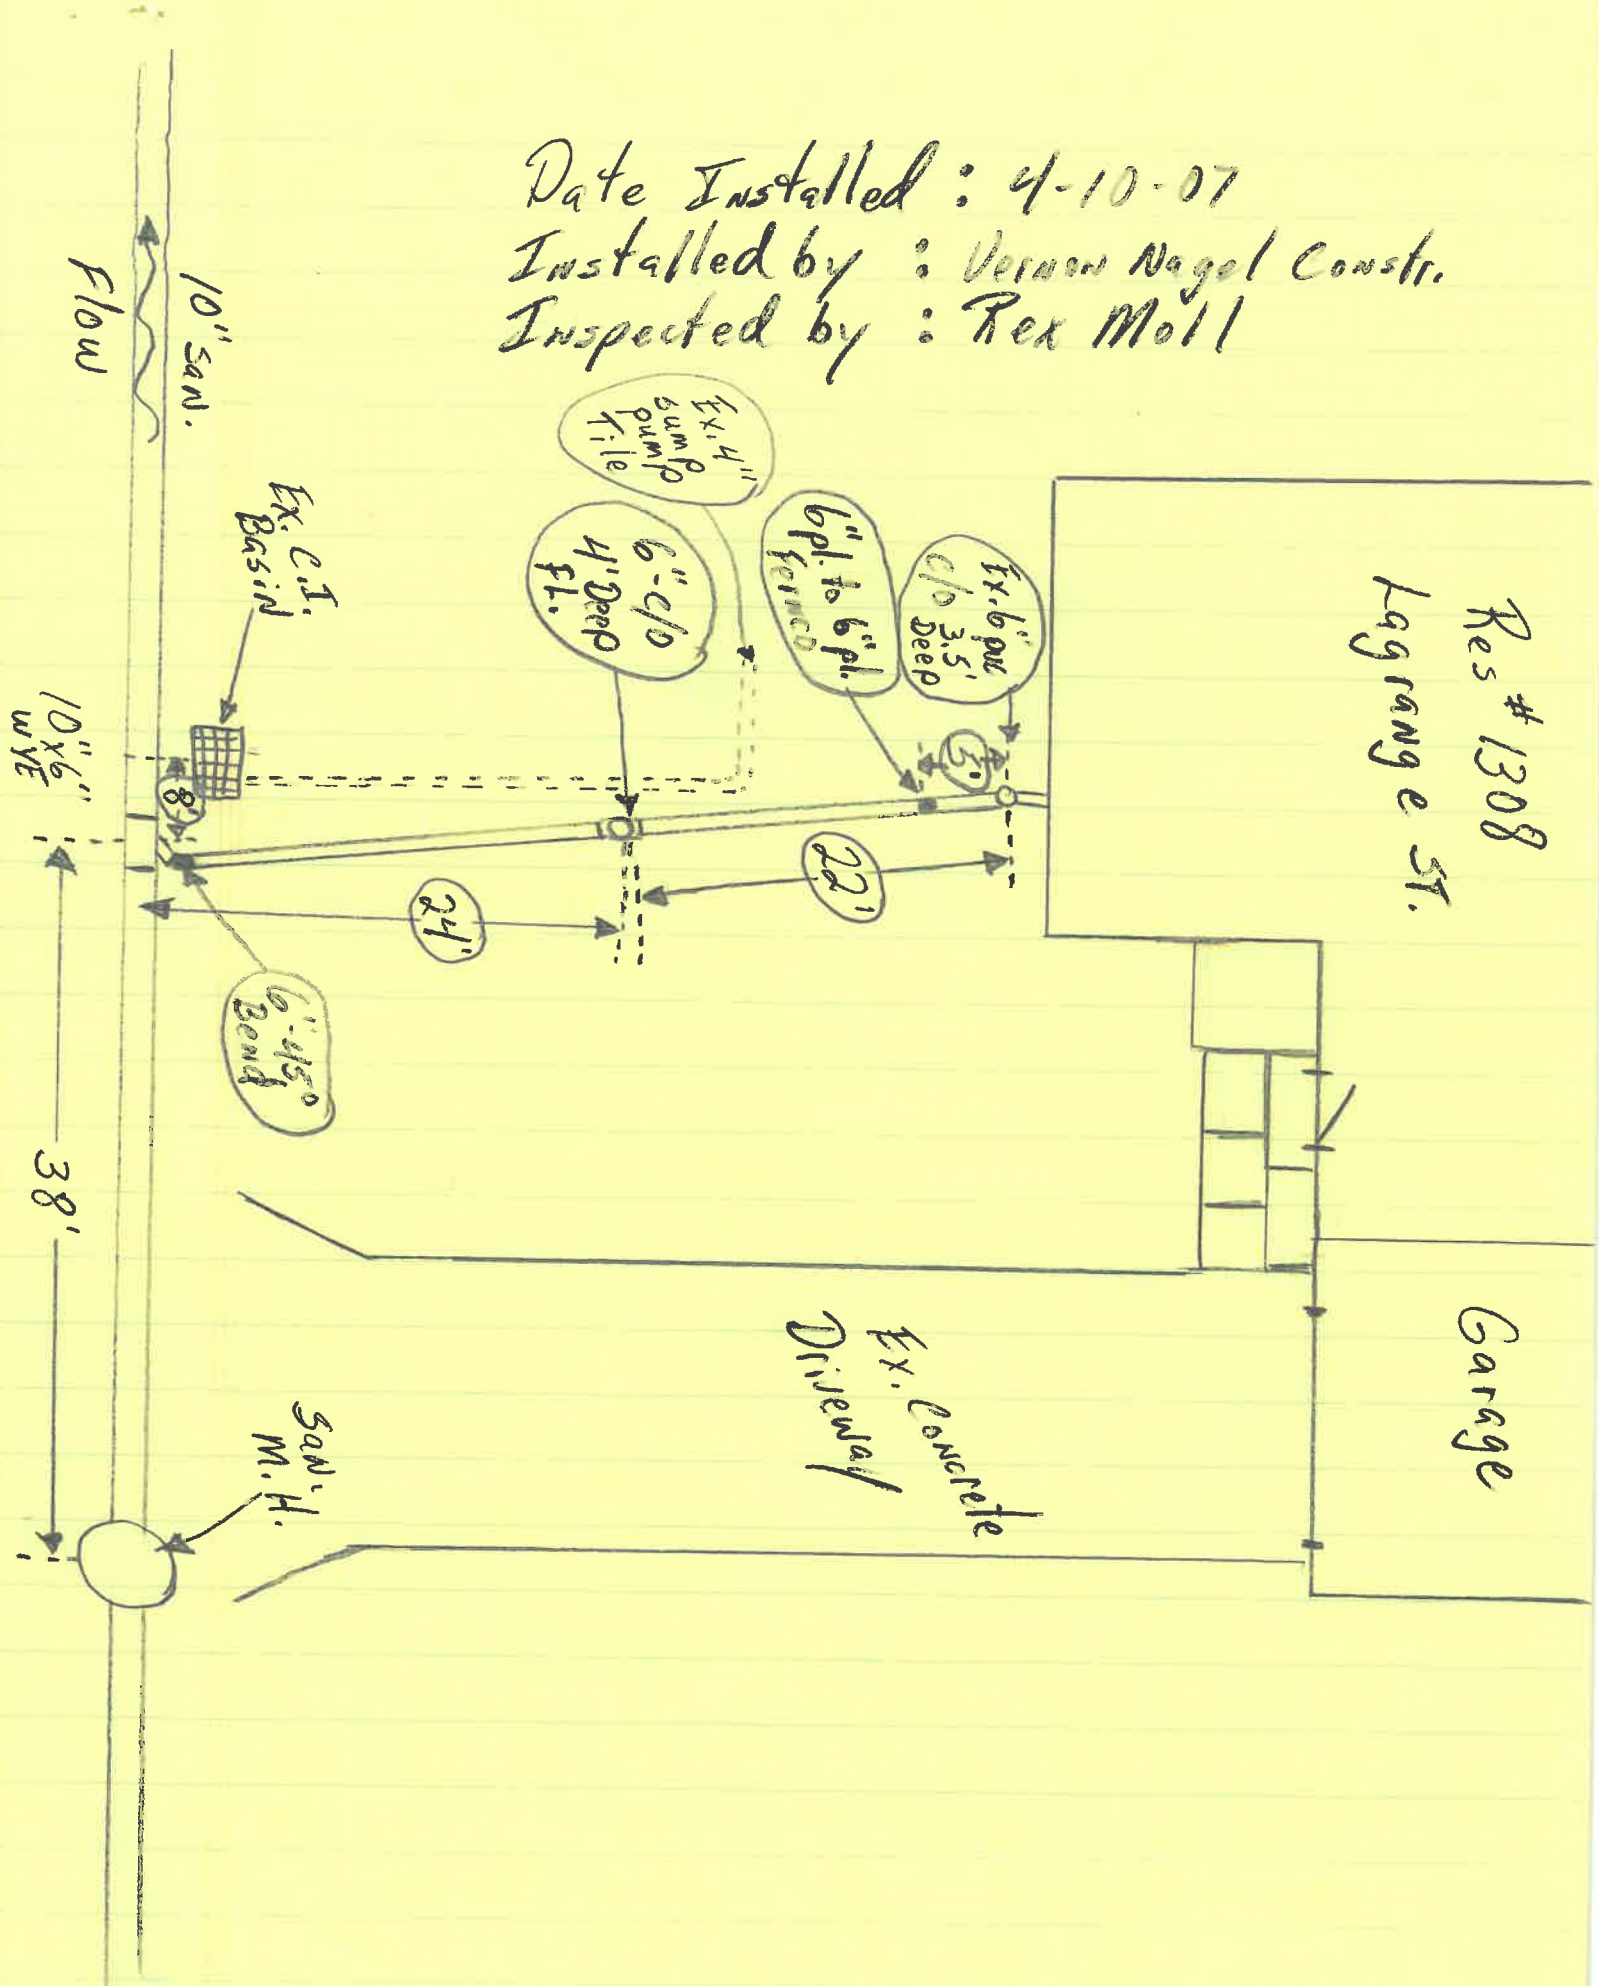 Date Installed : 4-10-07
Installed by : Vernon Nagel Constr.
Inspected by : Rex Moll
Res # 1308
Lagrange St.
Garage
Ex. Concrete
Driveway
Ex. 6" pvc
c/o 3.5'
Deep
6"
pl. to 6" pl.
fernco
Ex. 4"
sump
pump
Tile
6"-c/o
4' Deep
FL.
22'
24'
8'
Ex. C.I.
Basin
10" San.
Flow
10"x6"
WYE
6"-45°
Bend
38'
San.
M.H.